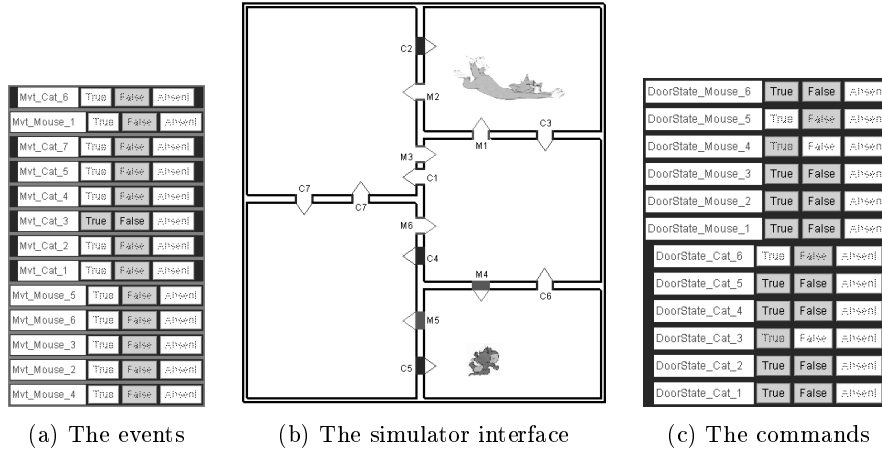 Mvt_Cat_6 True False Absent
Mvt_Mouse_1 True False Absent
Mvt_Cat_7 True False Absent
Mvt_Cat_5 True False Absent
Mvt_Cat_4 True False Absent
Mvt_Cat_3 True False Absent
Mvt_Cat_2 True False Absent
Mvt_Cat_1 True False Absent
Mvt_Mouse_5 True False Absent
Mvt_Mouse_6 True False Absent
Mvt_Mouse_3 True False Absent
Mvt_Mouse_2 True False Absent
Mvt_Mouse_4 True False Absent
(a) The events
C2
M2
C3
M1
M3
C1
C7
C7
M6
C4
M4
C6
M5
C5
(b) The simulator interface
DoorState_Mouse_6 True False Absent
DoorState_Mouse_5 True False Absent
DoorState_Mouse_4 True False Absent
DoorState_Mouse_3 True False Absent
DoorState_Mouse_2 True False Absent
DoorState_Mouse_1 True False Absent
DoorState_Cat_6 True False Absent
DoorState_Cat_5 True False Absent
DoorState_Cat_4 True False Absent
DoorState_Cat_3 True False Absent
DoorState_Cat_2 True False Absent
DoorState_Cat_1 True False Absent
(c) The commands